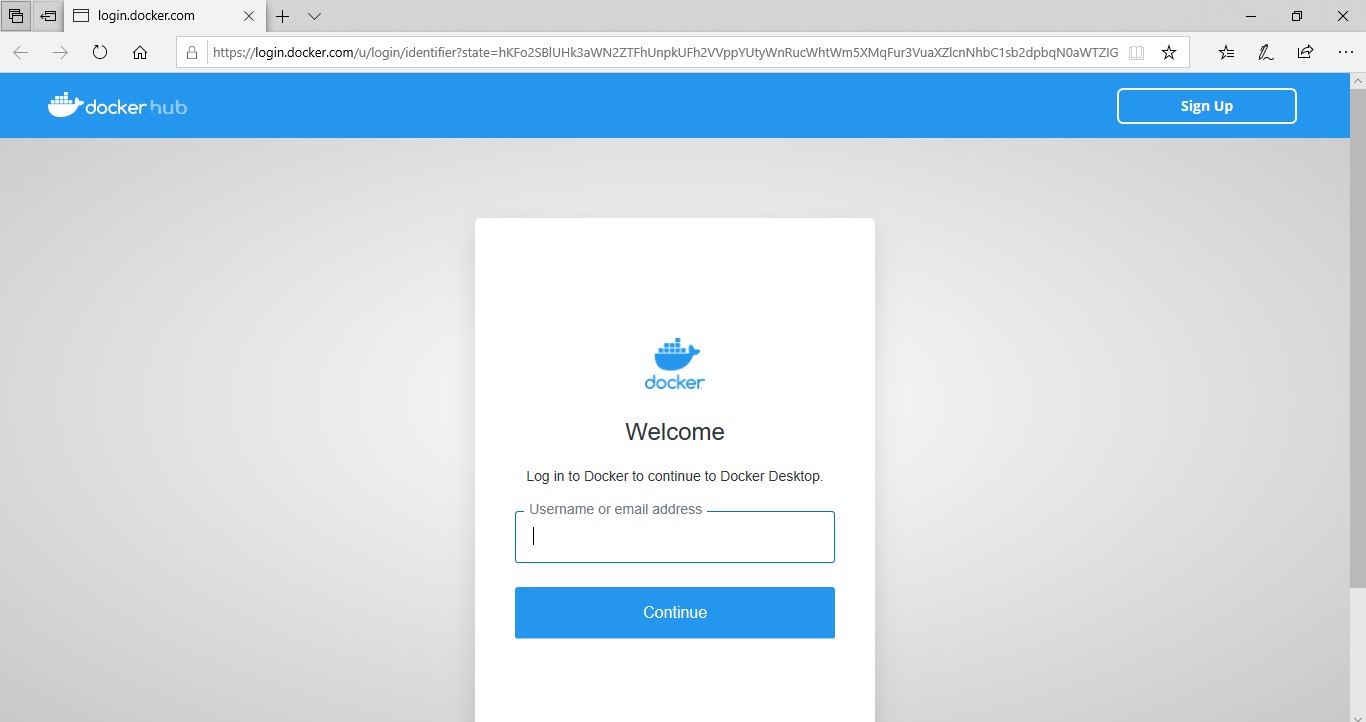 login.docker.com
https://login.docker.com/u/login/identifier?state=hKFo2SBlUHk3aWN2ZTFhUnpkUFh2VVppYUtyWnRucWhtWm5XMqFur3VuaXZlcnNhbC1sb2dpbqN0aWTZIG
docker hub
Sign Up
docker
Welcome
Log in to Docker to continue to Docker Desktop.
Username or email address
Continue